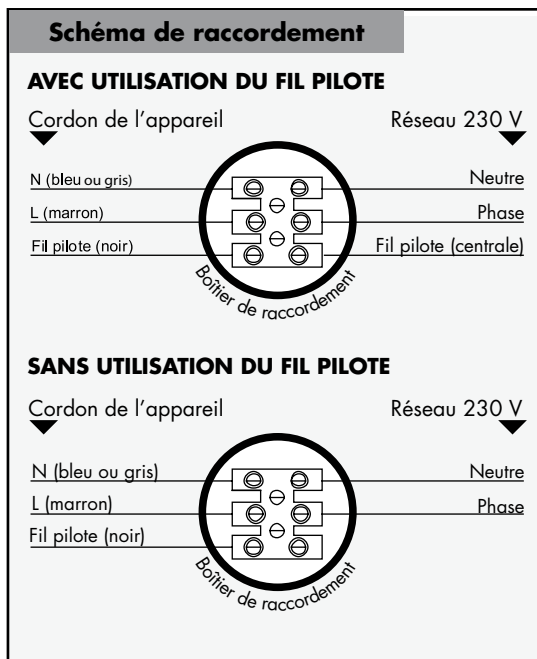 Schéma de raccordement
AVEC UTILISATION DU FIL PILOTE
Cordon de l'appareil Réseau 230 V
N (bleu ou gris) Neutre
L (marron) Phase
Fil pilote (noir) Fil pilote (centrale)
Boîtier de raccordement
SANS UTILISATION DU FIL PILOTE
Cordon de l'appareil Réseau 230 V
N (bleu ou gris) Neutre
L (marron) Phase
Fil pilote (noir)
Boîtier de raccordement